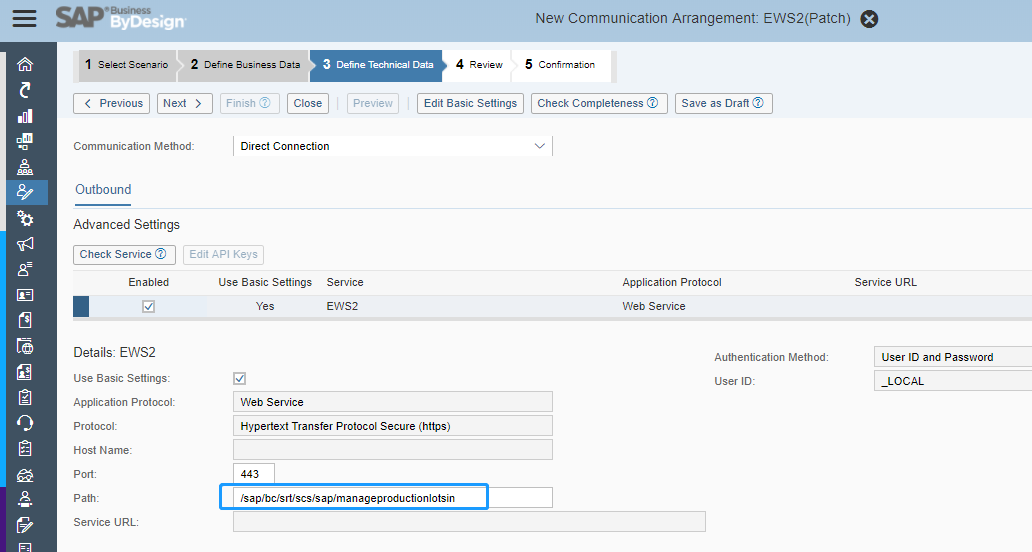 SAP Business ByDesign
New Communication Arrangement: EWS2(Patch)
1 Select Scenario 2 Define Business Data 3 Define Technical Data 4 Review 5 Confirmation
Previous Next Finish Close Preview Edit Basic Settings Check Completeness Save as Draft
Communication Method: Direct Connection
Outbound
Advanced Settings
Check Service Edit API Keys
Enabled Use Basic Settings Service Application Protocol Service URL
Yes EWS2 Web Service
Details: EWS2
Authentication Method: User ID and Password
Use Basic Settings:
User ID: _LOCAL
Application Protocol: Web Service
Protocol: Hypertext Transfer Protocol Secure (https)
Host Name:
Port: 443
Path: /sap/bc/srt/scs/sap/manageproductionlotsin
Service URL: